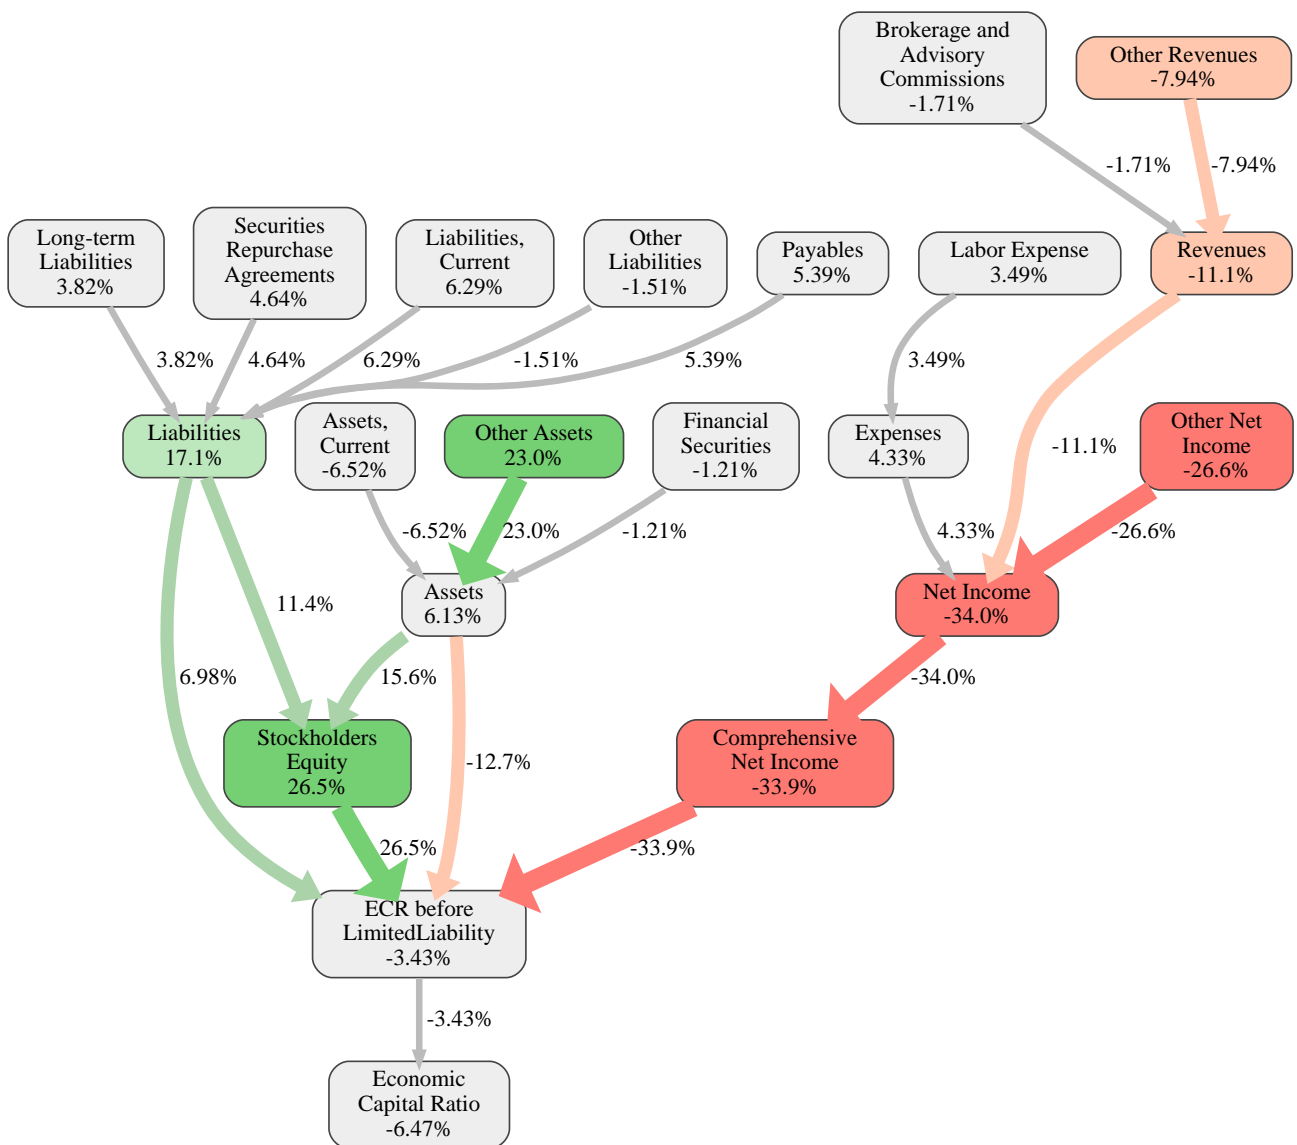 Brokerage and
Advisory
Commissions
-1.71%
Other Revenues
-7.94%
-1.71%
-7.94%
Long-term
Liabilities
3.82%
Securities
Repurchase
Agreements
4.64%
Liabilities,
Current
6.29%
Other
Liabilities
-1.51%
Payables
5.39%
Labor Expense
3.49%
Revenues
-11.1%
3.82%
4.64%
6.29%
-1.51%
5.39%
3.49%
-11.1%
Liabilities
17.1%
Assets,
Current
-6.52%
Other Assets
23.0%
Financial
Securities
-1.21%
Expenses
4.33%
Other Net
Income
-26.6%
-6.52%
23.0%
-1.21%
4.33%
-26.6%
11.4%
Assets
6.13%
Net Income
-34.0%
6.98%
15.6%
-34.0%
Stockholders
Equity
26.5%
-12.7%
Comprehensive
Net Income
-33.9%
26.5%
-33.9%
ECR before
LimitedLiability
-3.43%
-3.43%
Economic
Capital Ratio
-6.47%